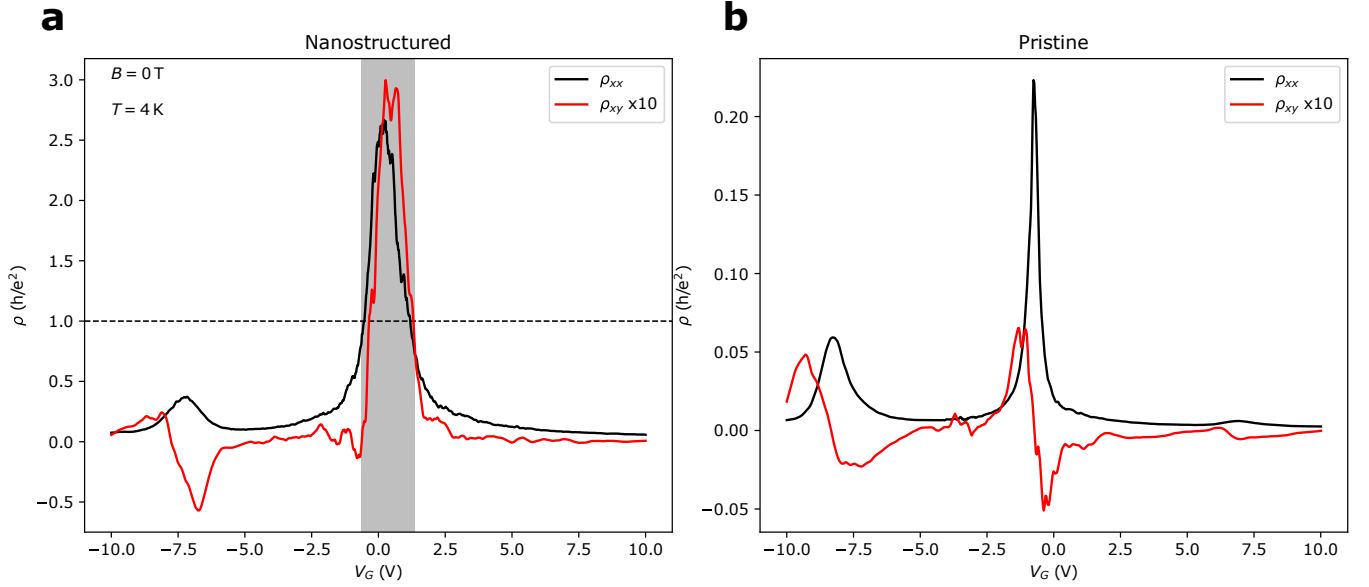 a
Nanostructured
B = 0 T
T = 4 K
ρxx
ρxy x10
3.0
2.5
2.0
1.5
1.0
0.5
0.0
−0.5
ρ (h/e²)
−10.0 −7.5 −5.0 −2.5 0.0 2.5 5.0 7.5 10.0
VG (V)
b
Pristine
ρxx
ρxy x10
0.20
0.15
0.10
0.05
0.00
−0.05
ρ (h/e²)
−10.0 −7.5 −5.0 −2.5 0.0 2.5 5.0 7.5 10.0
VG (V)